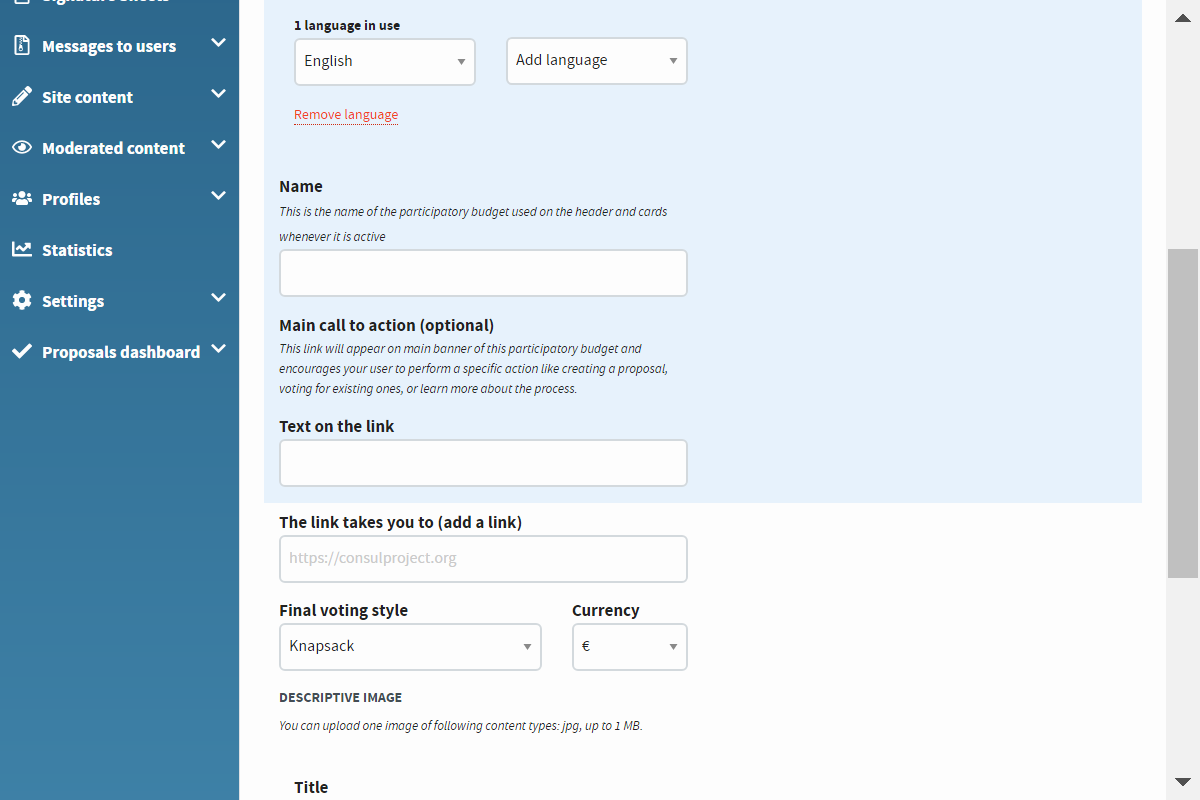 Signature Sheets
Messages to users
Site content
Moderated content
Profiles
Statistics
Settings
Proposals dashboard
1 language in use
English
Add language
Remove language
Name
This is the name of the participatory budget used on the header and cards
whenever it is active
Main call to action (optional)
This link will appear on main banner of this participatory budget and
encourages your user to perform a specific action like creating a proposal,
voting for existing ones, or learn more about the process.
Text on the link
The link takes you to (add a link)
https://consulproject.org
Final voting style
Currency
Knapsack
€
DESCRIPTIVE IMAGE
You can upload one image of following content types: jpg, up to 1 MB.
Title